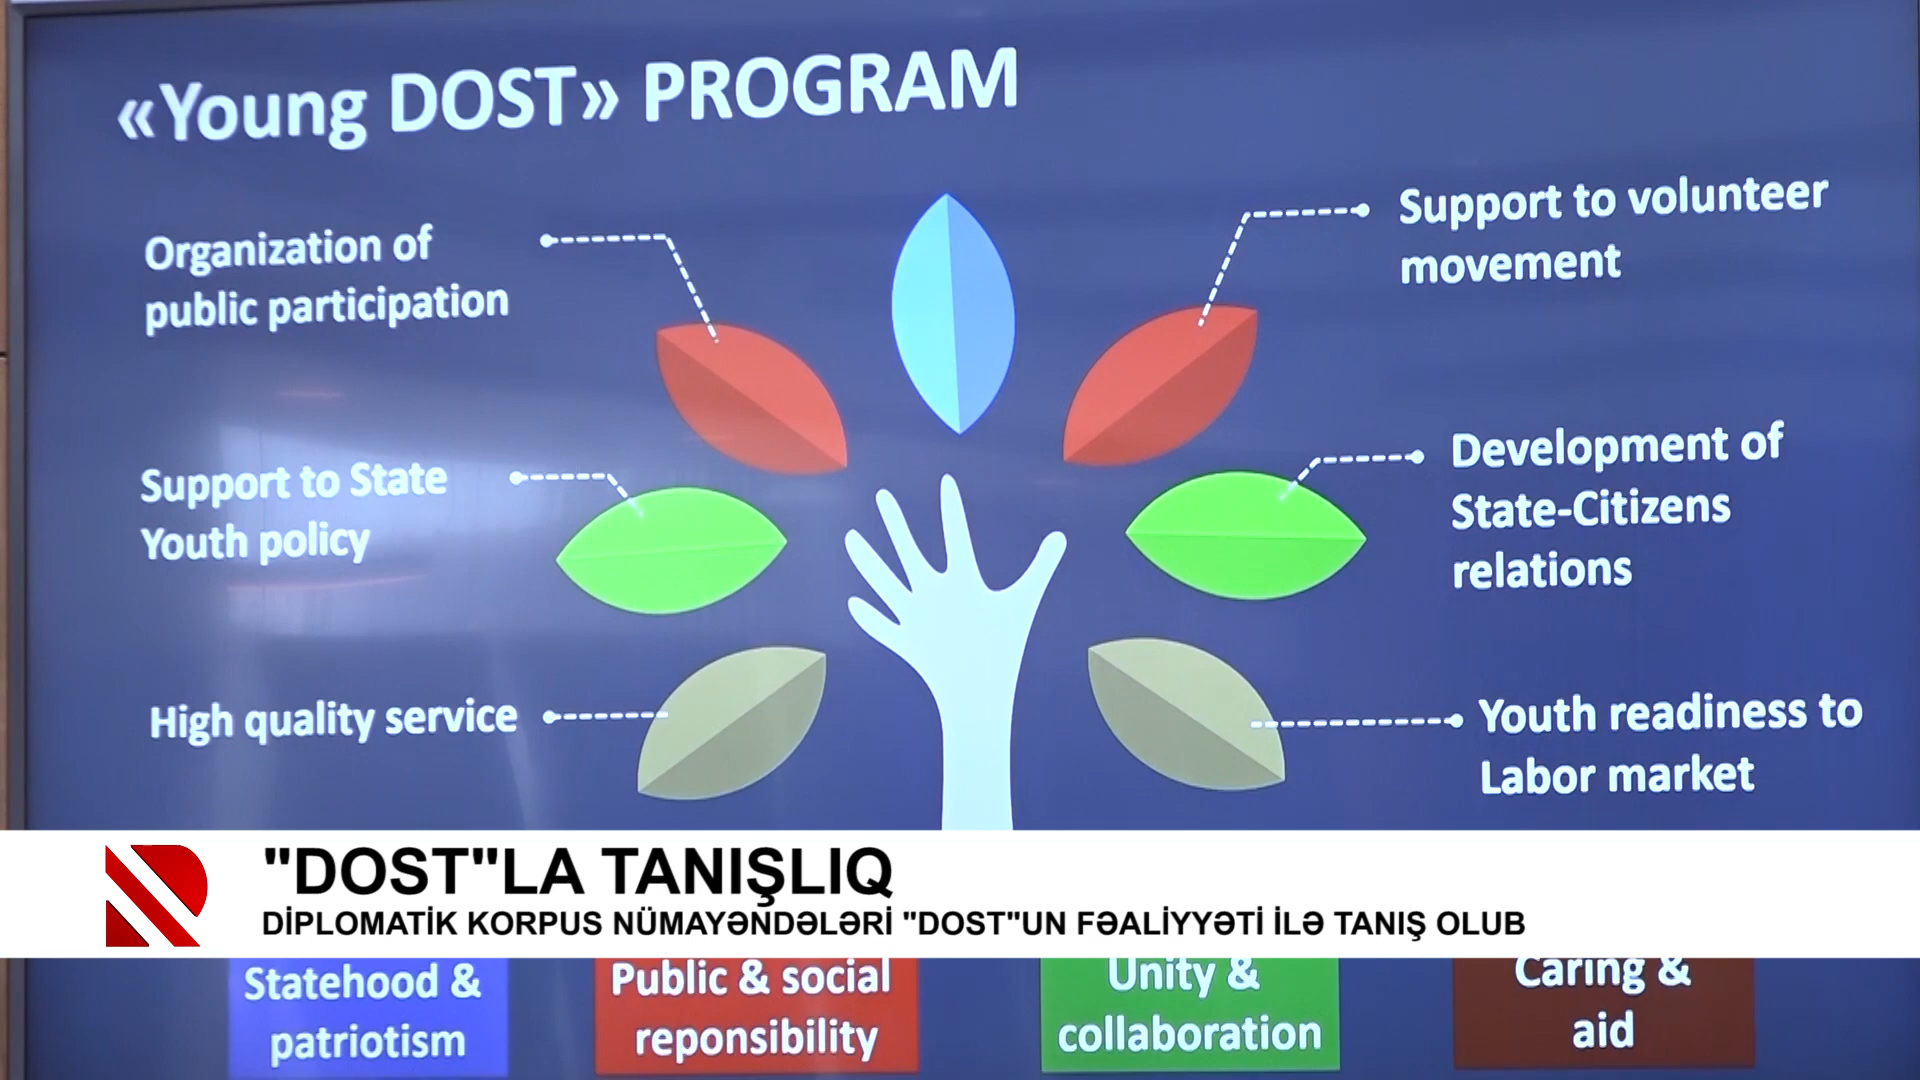 «Young DOST» PROGRAM
Organization of
public participation
Support to State
Youth policy
High quality service
Support to volunteer
movement
Development of
State-Citizens
relations
Youth readiness to
Labor market
"DOST"LA TANIŞLIQ
DİPLOMATİK KORPUS NÜMAYƏNDƏLƏRİ "DOST"UN FƏALİYYƏTİ İLƏ TANIŞ OLUB
Statehood &
patriotism
Public & social
reponsibility
Unity &
collaboration
Caring &
aid